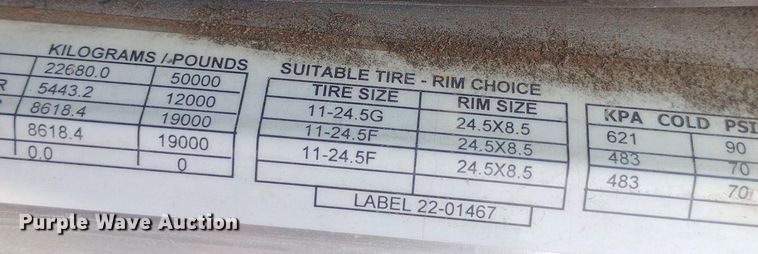 KILOGRAMS / POUNDS
22680.0 50000
5443.2 12000
8618.4 19000
8618.4 19000
0.0 0
SUITABLE TIRE - RIM CHOICE
TIRE SIZE RIM SIZE
11-24.5G 24.5X8.5
11-24.5F 24.5X8.5
11-24.5F 24.5X8.5
LABEL 22-01467
KPA COLD PSI
621 90
483 70
483 70
Purple Wave Auction